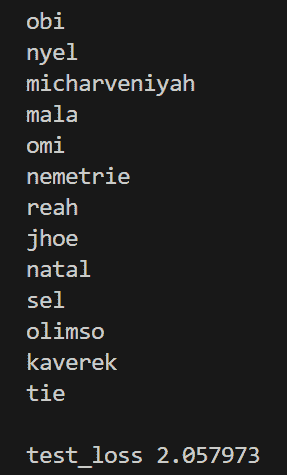 obi
nyel
micharveniyah
mala
omi
nemetrie
reah
jhoe
natal
sel
olimso
kaverek
tie
test_loss 2.057973